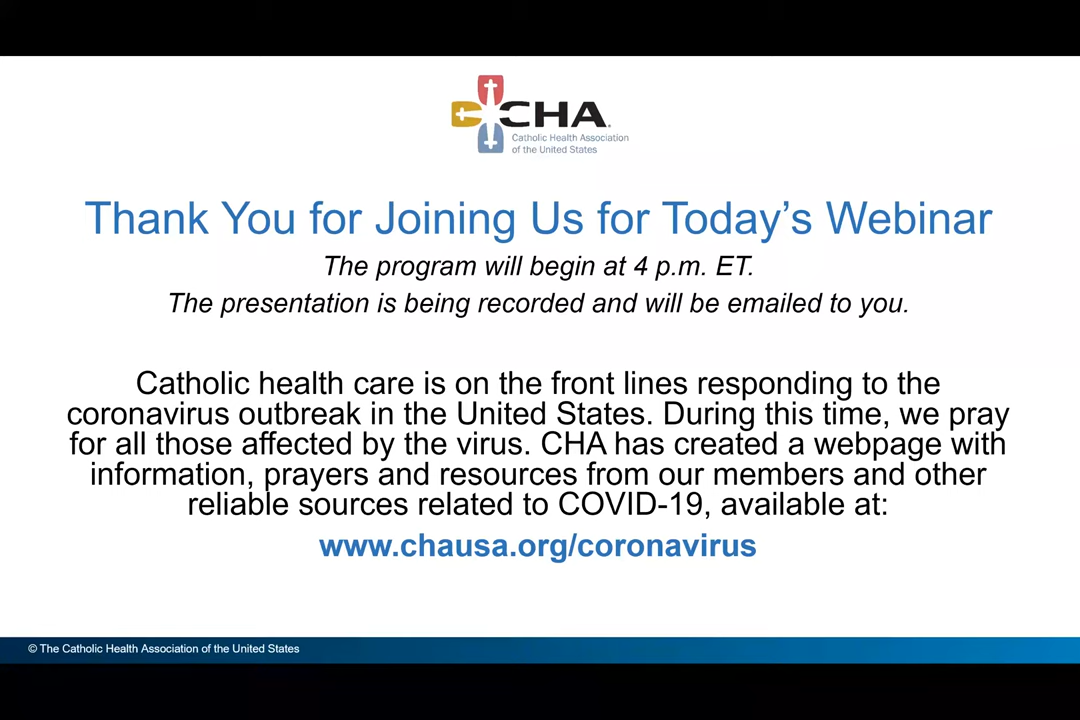 CHA.
Catholic Health Association
of the United States
Thank You for Joining Us for Today’s Webinar
The program will begin at 4 p.m. ET.
The presentation is being recorded and will be emailed to you.
Catholic health care is on the front lines responding to the
coronavirus outbreak in the United States. During this time, we pray
for all those affected by the virus. CHA has created a webpage with
information, prayers and resources from our members and other
reliable sources related to COVID-19, available at:
www.chausa.org/coronavirus
© The Catholic Health Association of the United States